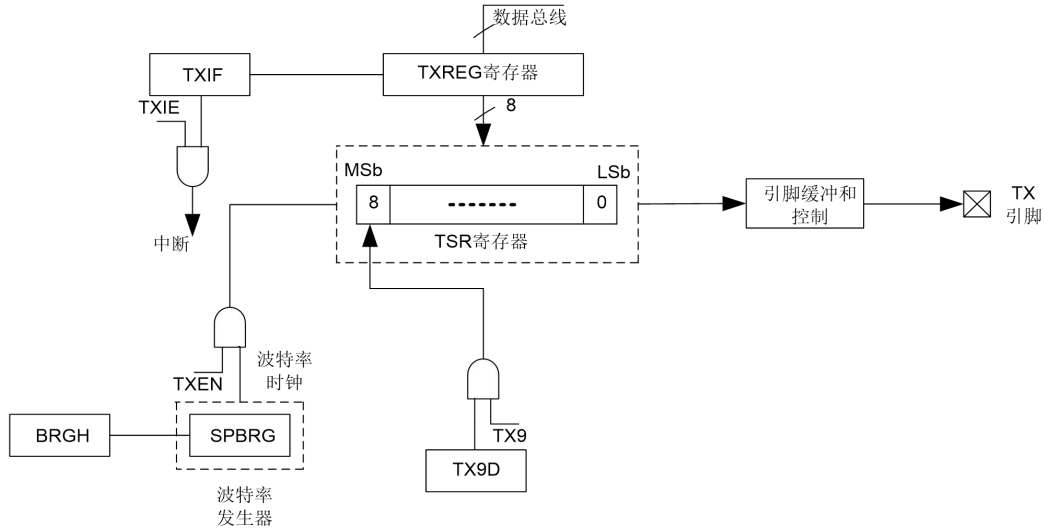 数据总线
TXIF
TXREG寄存器
TXIE
8
MSb
LSb
8
0
TSR寄存器
引脚缓冲和
控制
TX
引脚
中断
波特率
时钟
TXEN
BRGH
SPBRG
TX9
TX9D
波特率
发生器